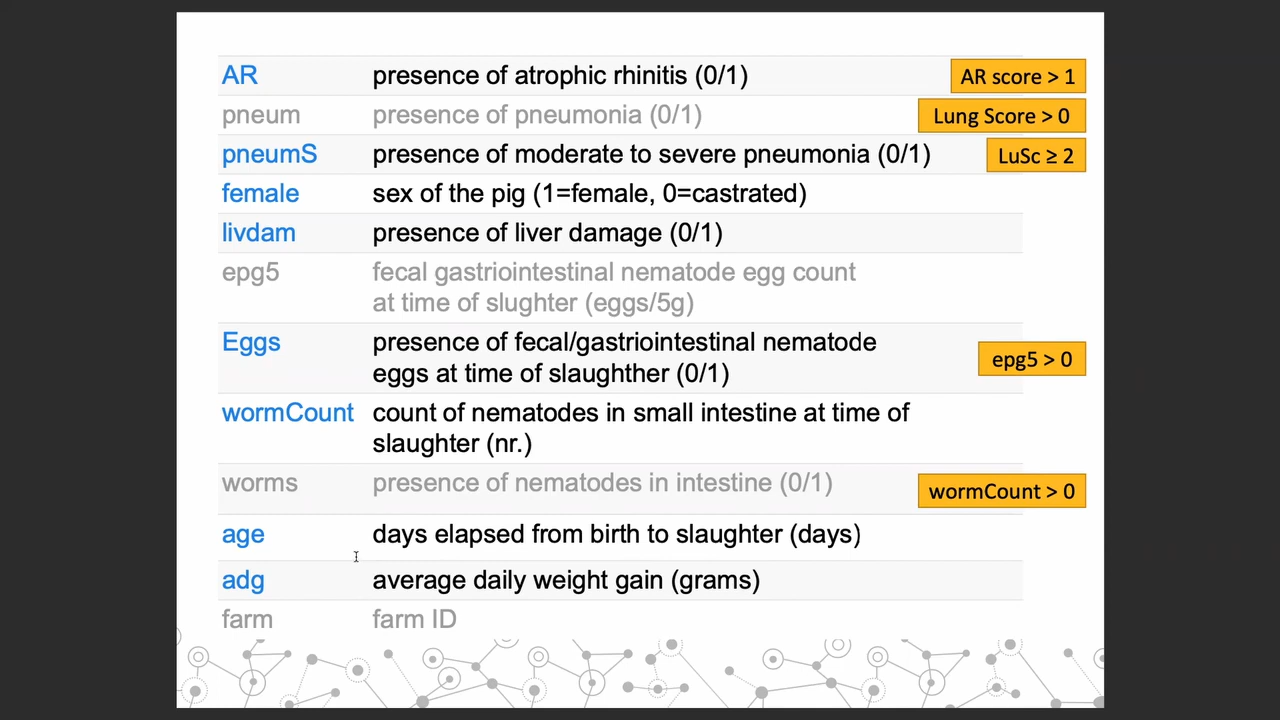 AR presence of atrophic rhinitis (0/1) AR score > 1
pneum presence of pneumonia (0/1) Lung Score > 0
pneumS presence of moderate to severe pneumonia (0/1) LuSc ≥ 2
female sex of the pig (1=female, 0=castrated)
livdam presence of liver damage (0/1)
epg5 fecal gastriointestinal nematode egg count
at time of slughter (eggs/5g)
Eggs presence of fecal/gastriointestinal nematode
eggs at time of slaughther (0/1) epg5 > 0
wormCount count of nematodes in small intestine at time of
slaughter (nr.)
worms presence of nematodes in intestine (0/1) wormCount > 0
age days elapsed from birth to slaughter (days)
adg average daily weight gain (grams)
farm farm ID